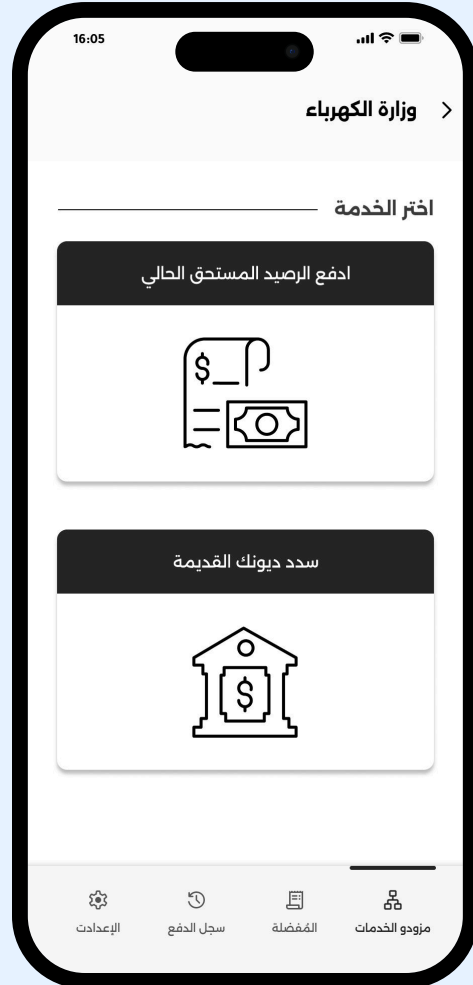 16:05
وزارة الكهرباء
اختر الخدمة
ادفع الرصيد المستحق الحالي
$
سدد ديونك القديمة
$
مزودو الخدمات
المُفضلة
سجل الدفع
الإعدادت